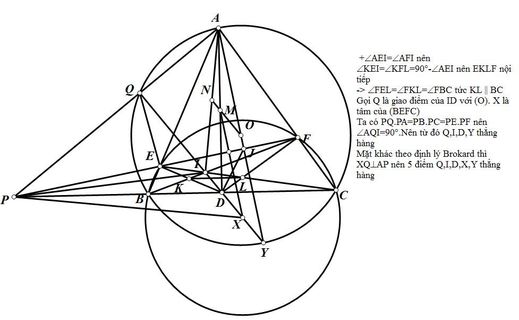 A
Q
N
M
O
E
I
J
F
K
L
P
B
D
C
X
Y
+∠AEI=∠AFI nên
∠KEI=∠KFL=90°-∠AEI nên EKLF nội
tiếp
-> ∠FEL=∠FKL=∠FBC tức KL ∥ BC
Gọi Q là giao điểm của ID với (O). X là
tâm của (BEFC)
Ta có PQ.PA=PB.PC=PE.PF nên
∠AQI=90°.Nên từ đó Q,I,D,Y thẳng
hàng
Mặt khác theo định lý Brokard thì
XQ⊥AP nên 5 điểm Q,I,D,X,Y thẳng
hàng